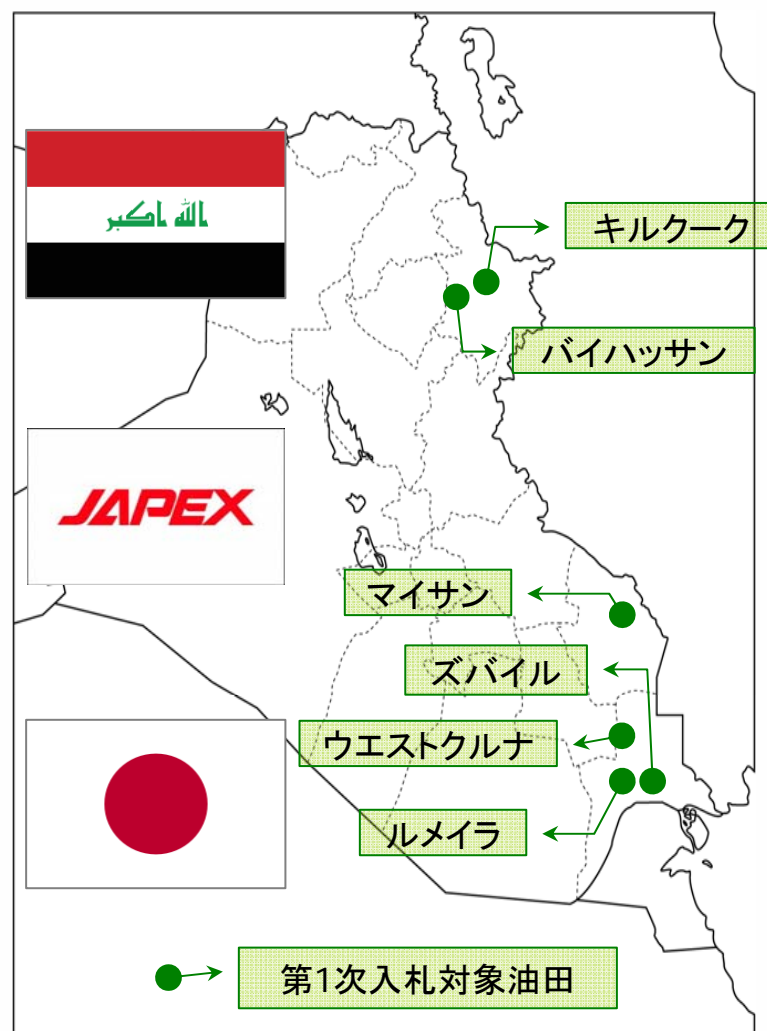 الله اكبر
キルクーク
バイハッサン
JAPEX
マイサン
ズバイル
ウエストクルナ
ルメイラ
第1次入札対象油田